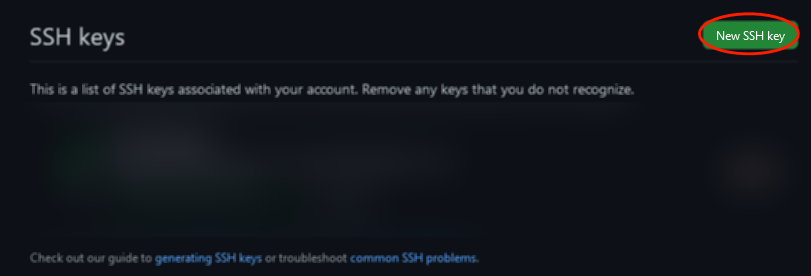 SSH keys
New SSH key
This is a list of SSH keys associated with your account. Remove any keys that you do not recognize.
Check out our guide to generating SSH keys or troubleshoot common SSH problems.